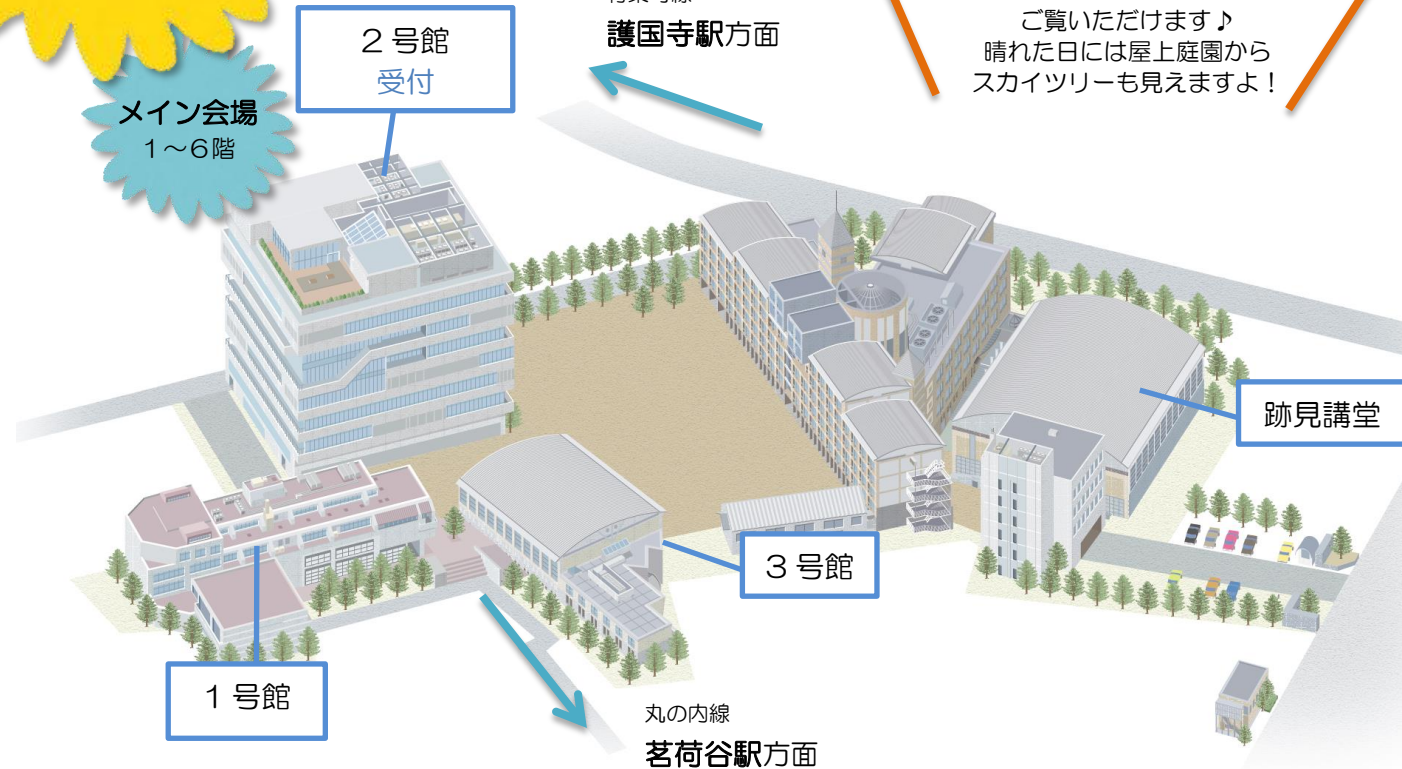 護国寺駅方面
ご覧いただけます♪
晴れた日には屋上庭園から
スカイツリーも見えますよ！
２号館
受付
メイン会場
１～６階
跡見講堂
３号館
１号館
丸の内線
茗荷谷駅方面